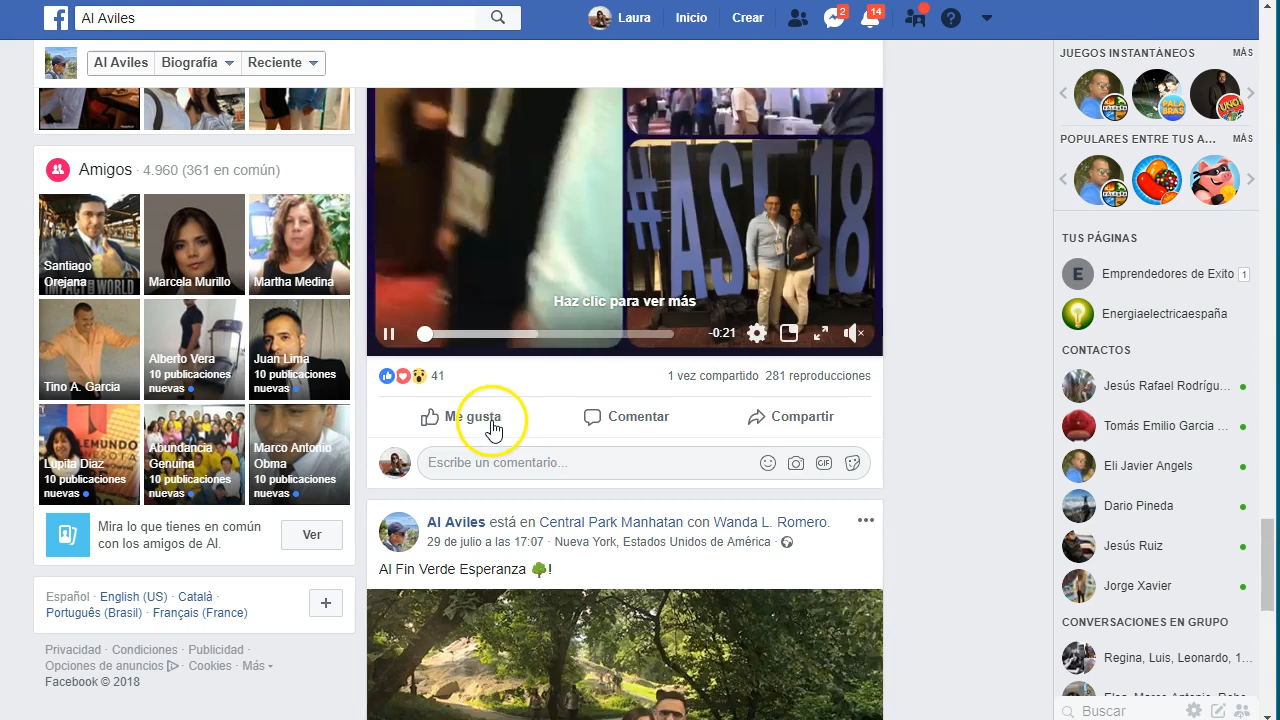 Al Aviles
Laura
Inicio
Crear
2
14
Al Aviles
Biografía
Reciente
Amigos · 4.960 (361 en común)
Santiago
Orejana
Marcela Murillo
Martha Medina
Tino A. Garcia
Alberto Vera
10 publicaciones
nuevas
Juan Lima
10 publicaciones
nuevas
Lupita Diaz
10 publicaciones
nuevas
Abundancia
Genuina
10 publicaciones
nuevas
Marco Antonio
Obma
10 publicaciones
nuevas
Mira lo que tienes en común
con los amigos de Al.
Ver
Español · English (US) · Català ·
Português (Brasil) · Français (France)
Privacidad · Condiciones · Publicidad ·
Opciones de anuncios · Cookies · Más
Facebook © 2018
Haz clic para ver más
-0:21
41
1 vez compartido 281 reproducciones
Me gusta
Comentar
Compartir
Escribe un comentario...
GIF
Al Aviles está en Central Park Manhatan con Wanda L. Romero.
29 de julio a las 17:07 · Nueva York, Estados Unidos de América ·
Al Fin Verde Esperanza 🌳!
JUEGOS INSTANTÁNEOS
MÁS
PALA
BRAS
UNO!
POPULARES ENTRE TUS A...
MÁS
TUS PÁGINAS
E
Emprendedores de Exito
1
Energiaelectricaespaña
CONTACTOS
Jesús Rafael Rodrígu...
Tomás Emilio Garcia ...
Eli Javier Angels
Dario Pineda
Jesús Ruiz
Jorge Xavier
CONVERSACIONES EN GRUPO
Regina, Luis, Leonardo, 1...
Buscar